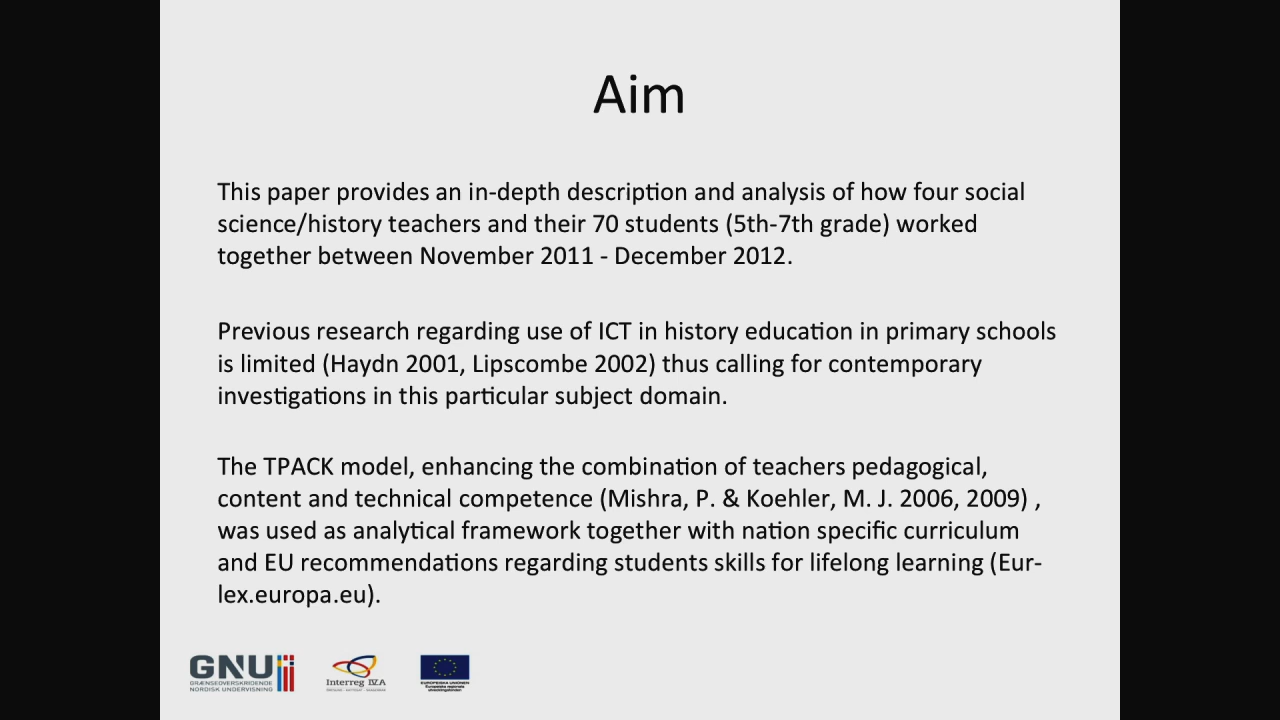 Aim
This paper provides an in-depth description and analysis of how four social
science/history teachers and their 70 students (5th-7th grade) worked
together between November 2011 - December 2012.
Previous research regarding use of ICT in history education in primary schools
is limited (Haydn 2001, Lipscombe 2002) thus calling for contemporary
investigations in this particular subject domain.
The TPACK model, enhancing the combination of teachers pedagogical,
content and technical competence (Mishra, P. & Koehler, M. J. 2006, 2009) ,
was used as analytical framework together with nation specific curriculum
and EU recommendations regarding students skills for lifelong learning (Eur-
lex.europa.eu).
GNU
GRÆNSEOVERSKRIDENDE
NORDISK UNDERVISNING
Interreg IVA
EUROPEISKA UNIONEN
Europeiska regionala
utvecklingsfonden